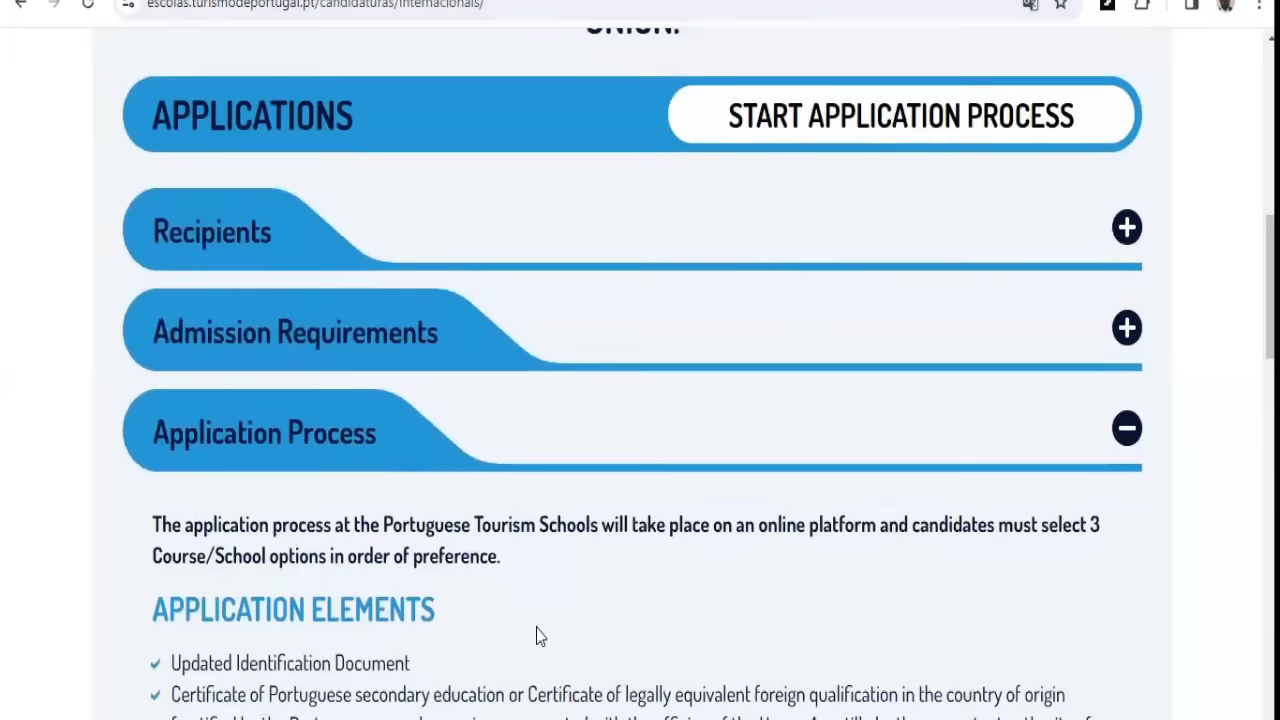 escolas.turismodeportugal.pt/candidaturas/internacionais/
UNION.
APPLICATIONS
START APPLICATION PROCESS
Recipients
Admission Requirements
Application Process
The application process at the Portuguese Tourism Schools will take place on an online platform and candidates must select 3
Course/School options in order of preference.
APPLICATION ELEMENTS
Updated Identification Document
Certificate of Portuguese secondary education or Certificate of legally equivalent foreign qualification in the country of origin